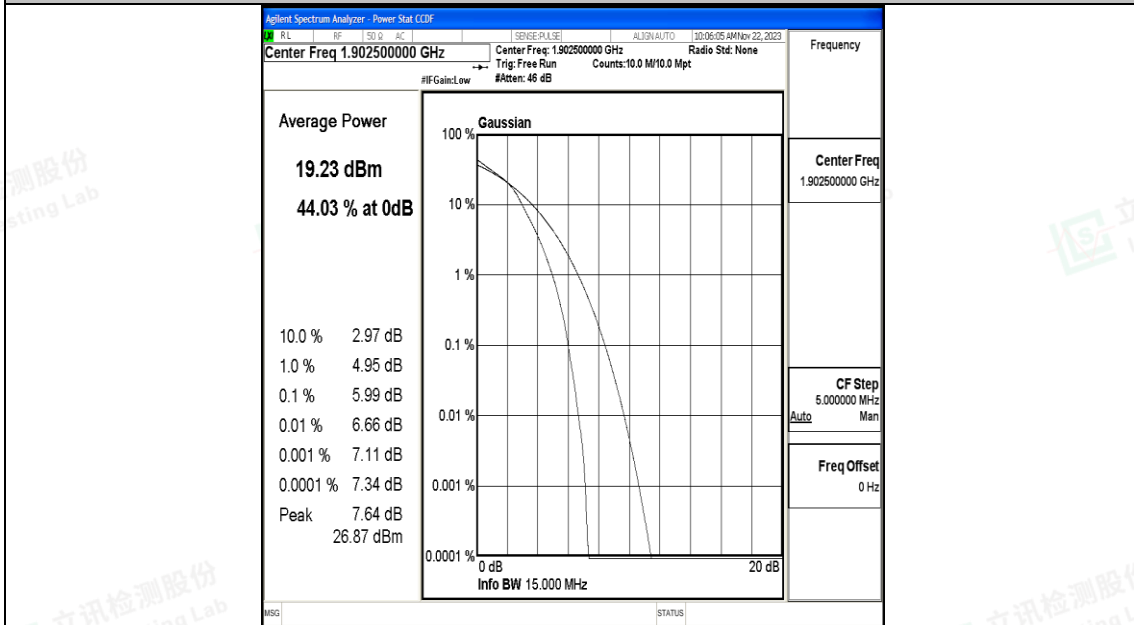 Agilent Spectrum Analyzer - Power Stat CCDF
RL RF 50 Ω AC SENSE:PULSE ALIGN AUTO 10:06:05 AM Nov 22, 2023
Center Freq 1.902500000 GHz
Center Freq: 1.902500000 GHz Radio Std: None
Trig: Free Run Counts:10.0 M/10.0 Mpt
#IFGain:Low #Atten: 46 dB
Frequency
Average Power
19.23 dBm
44.03 % at 0dB
10.0 % 2.97 dB
1.0 % 4.95 dB
0.1 % 5.99 dB
0.01 % 6.66 dB
0.001 % 7.11 dB
0.0001 % 7.34 dB
Peak 7.64 dB
26.87 dBm
Gaussian
100 %
10 %
1 %
0.1 %
0.01 %
0.001 %
0.0001 %
0 dB 20 dB
Info BW 15.000 MHz
Center Freq
1.902500000 GHz
CF Step
5.000000 MHz
Auto Man
Freq Offset
0 Hz
MSG STATUS
测股份
sting Lab
立
立讯检测股份
ng Lab
立讯检测股份